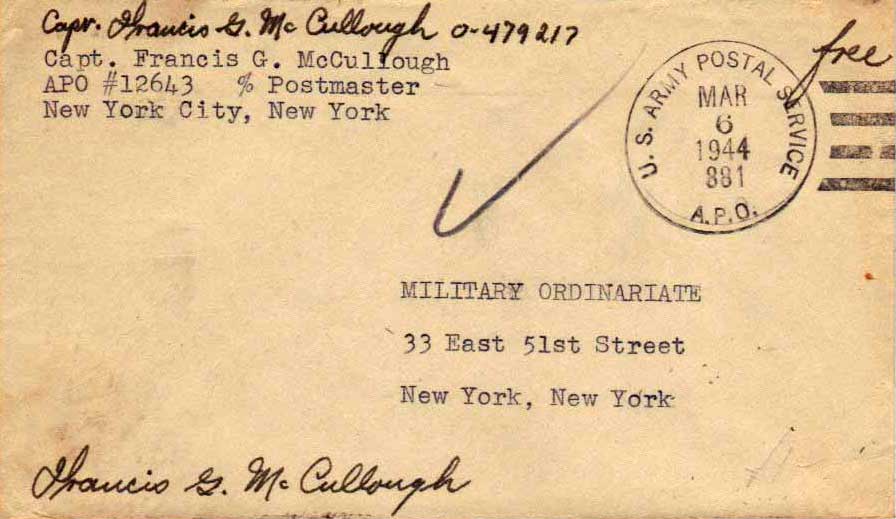 Capt. Francis G. McCullough O-479217
Capt. Francis G. McCullough
APO #12643 % Postmaster
New York City, New York
free
U. S. ARMY POSTAL SERVICE
MAR
6
1944
881
A.P.O.
MILITARY ORDINARIATE
33 East 51st Street
New York, New York
Francis G. McCullough